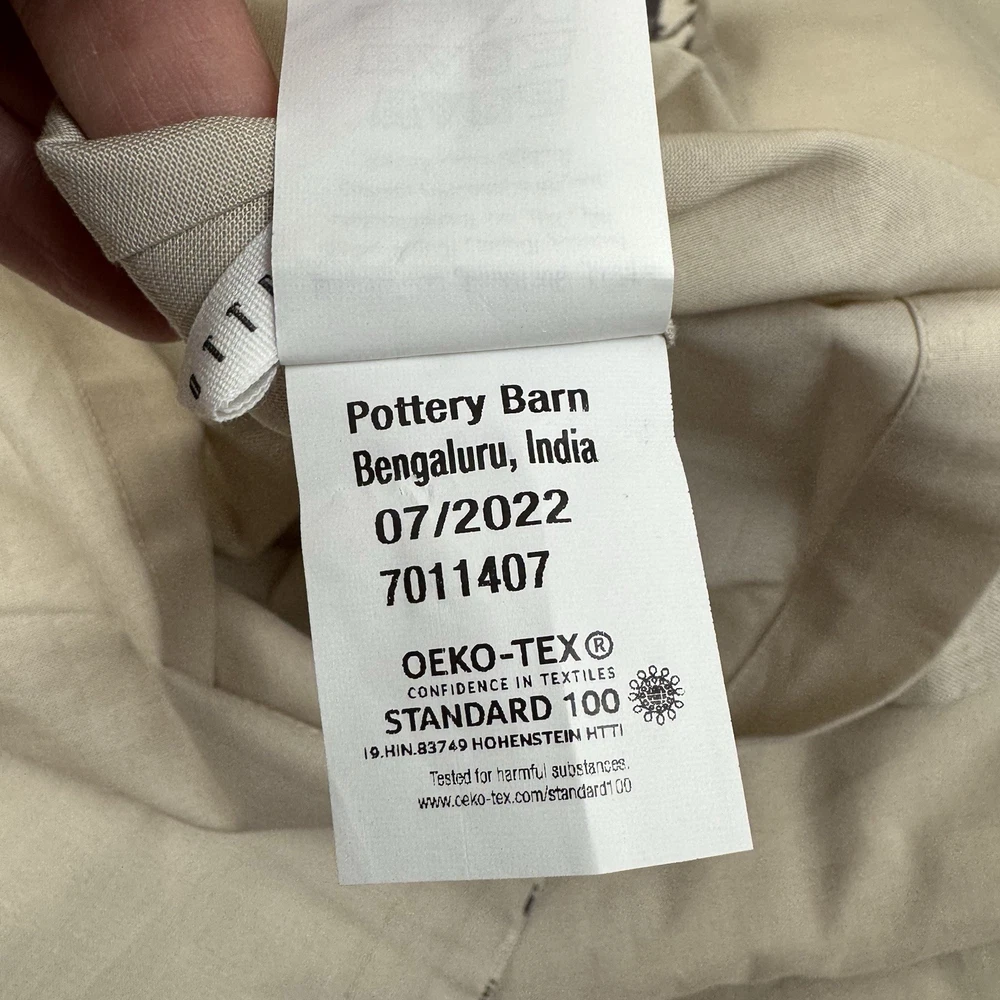 Pottery Barn
Bengaluru, India
07/2022
7011407
OEKO-TEX®
CONFIDENCE IN TEXTILES
STANDARD 100
19.HIN.83749 HOHENSTEIN HTTI
Tested for harmful substances.
www.oeko-tex.com/standard100